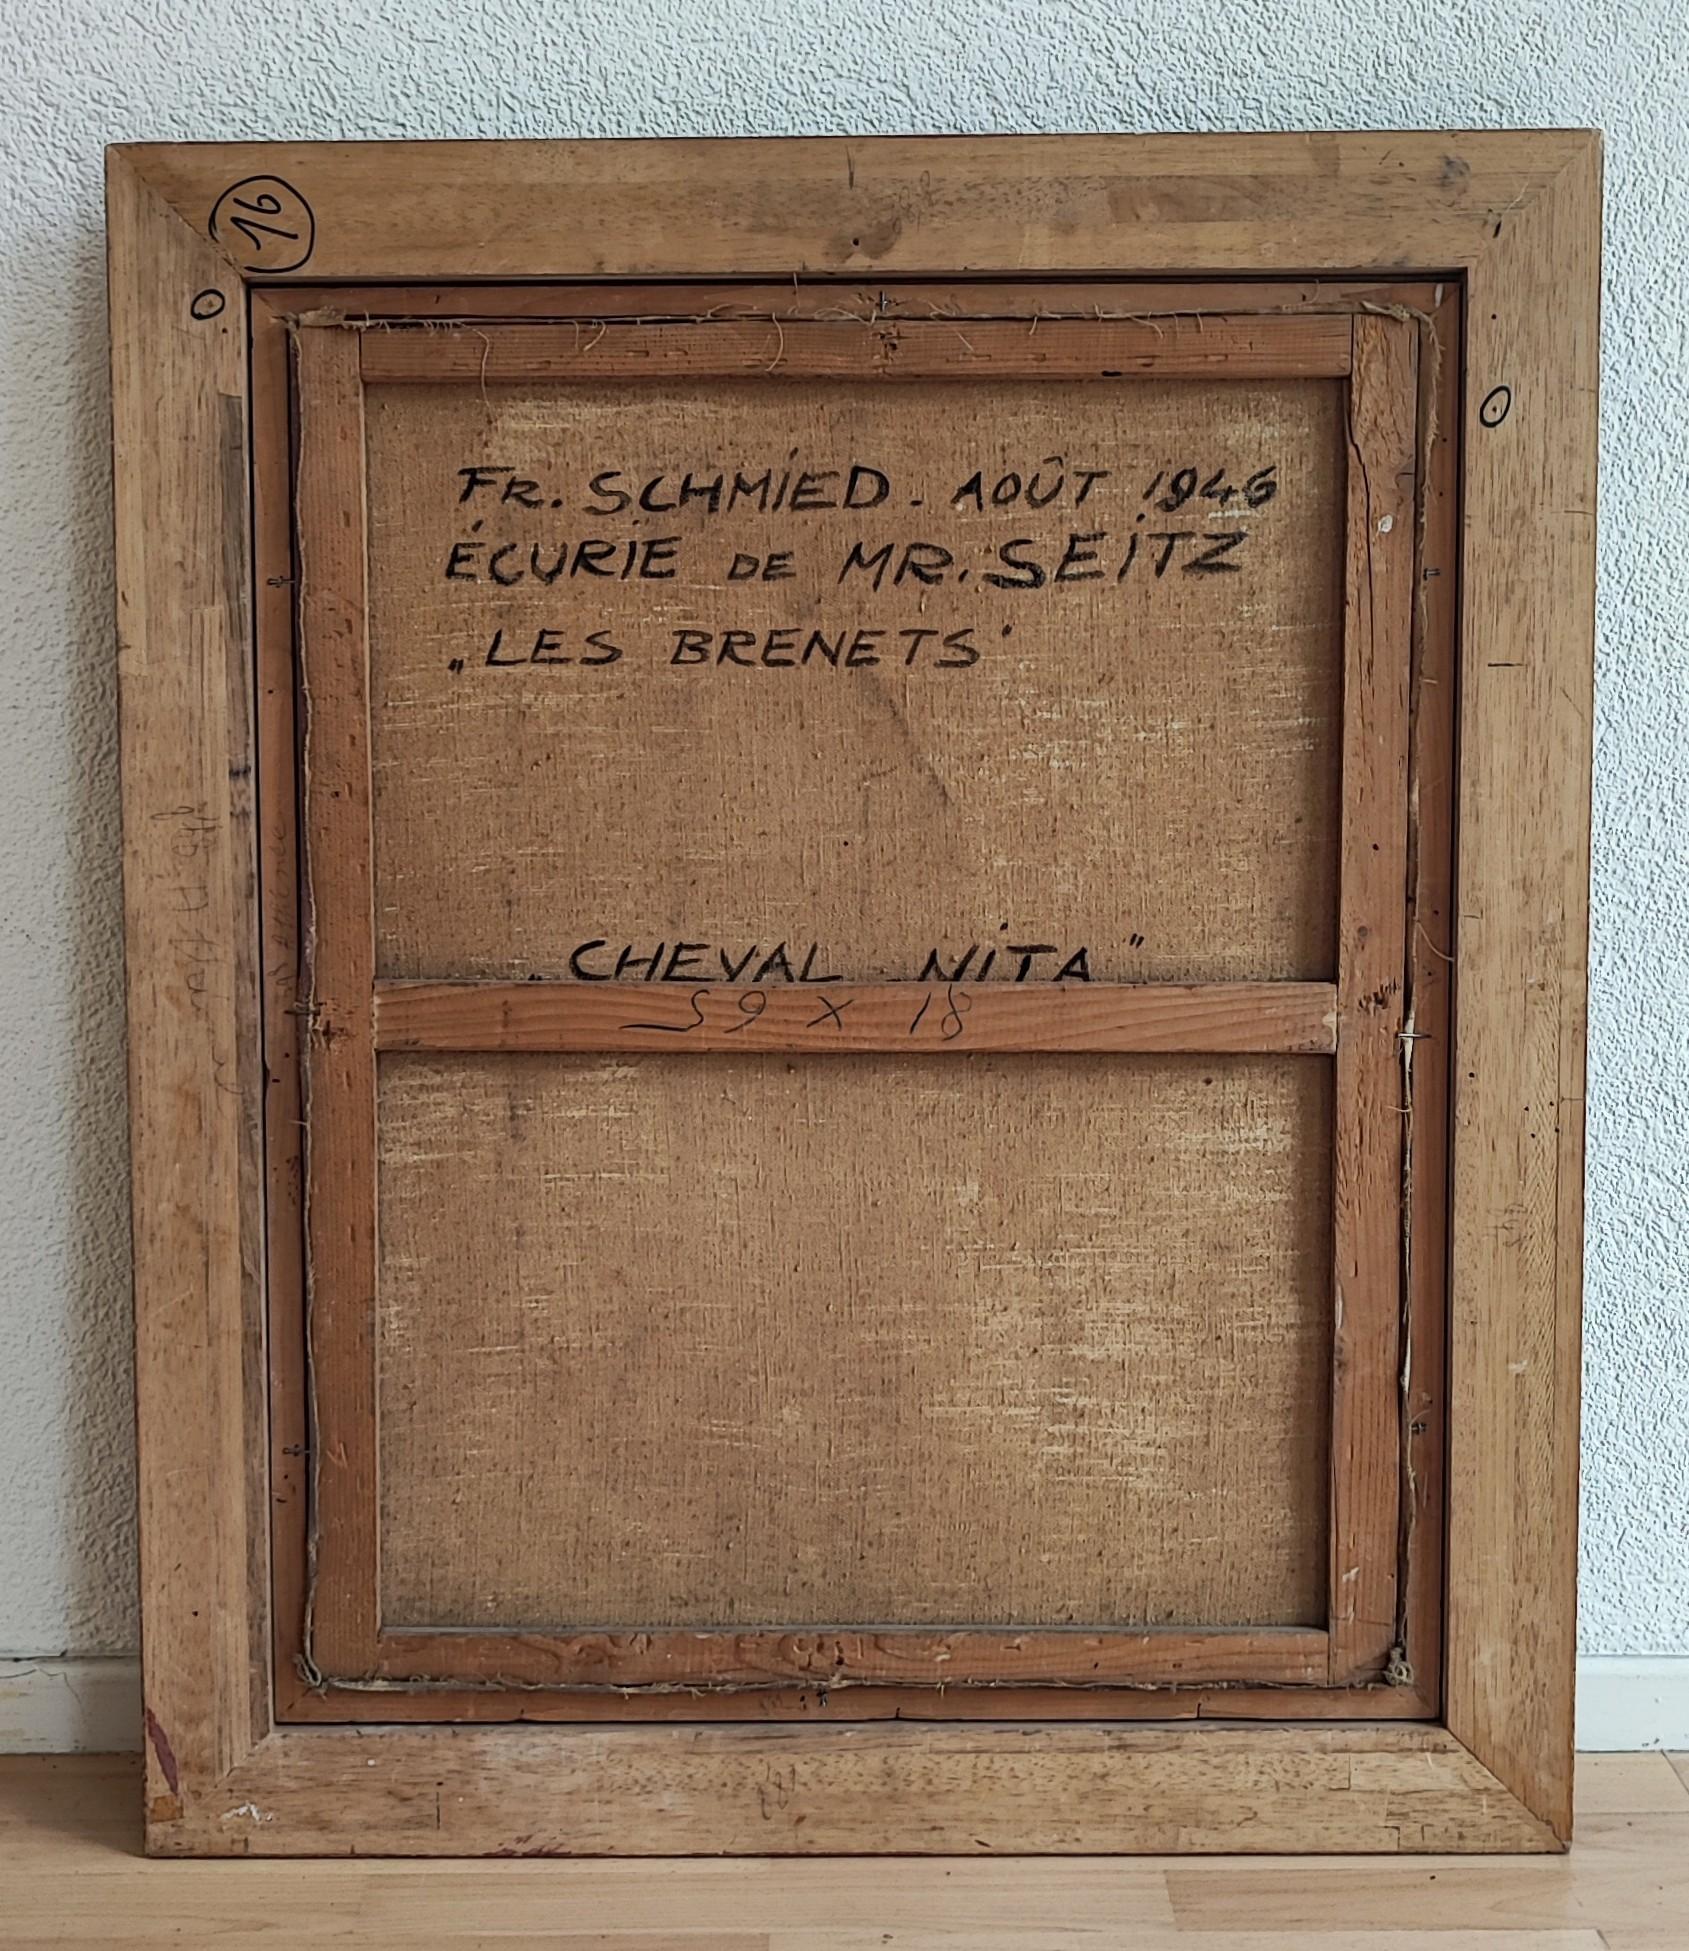 16
FR. SCHMIED. AOÛT 1946
ÉCURIE DE MR. SEITZ
„LES BRENETS'
„CHEVAL NITA"
59 x 18